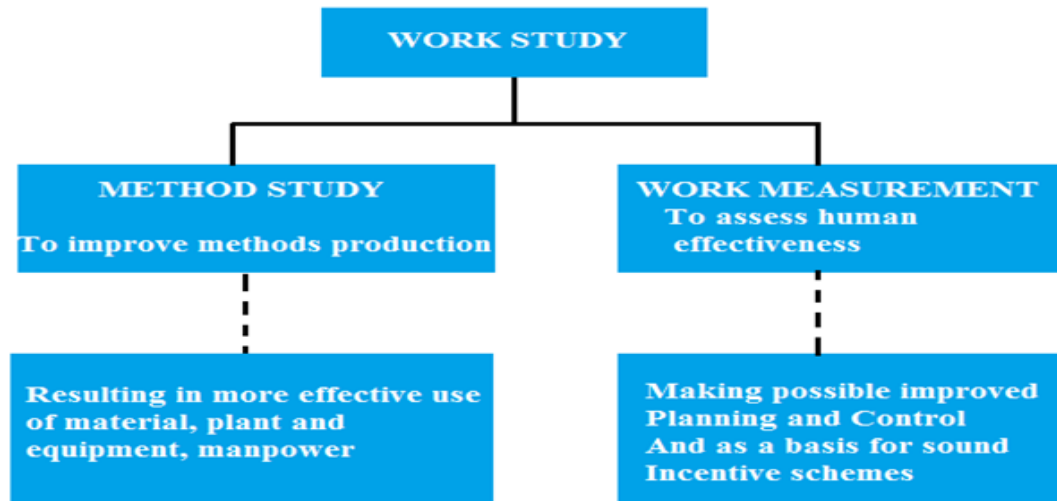 WORK STUDY
METHOD STUDY
To improve methods production
WORK MEASUREMENT
To assess human
effectiveness
Resulting in more effective use
of material, plant and
equipment, manpower
Making possible improved
Planning and Control
And as a basis for sound
Incentive schemes